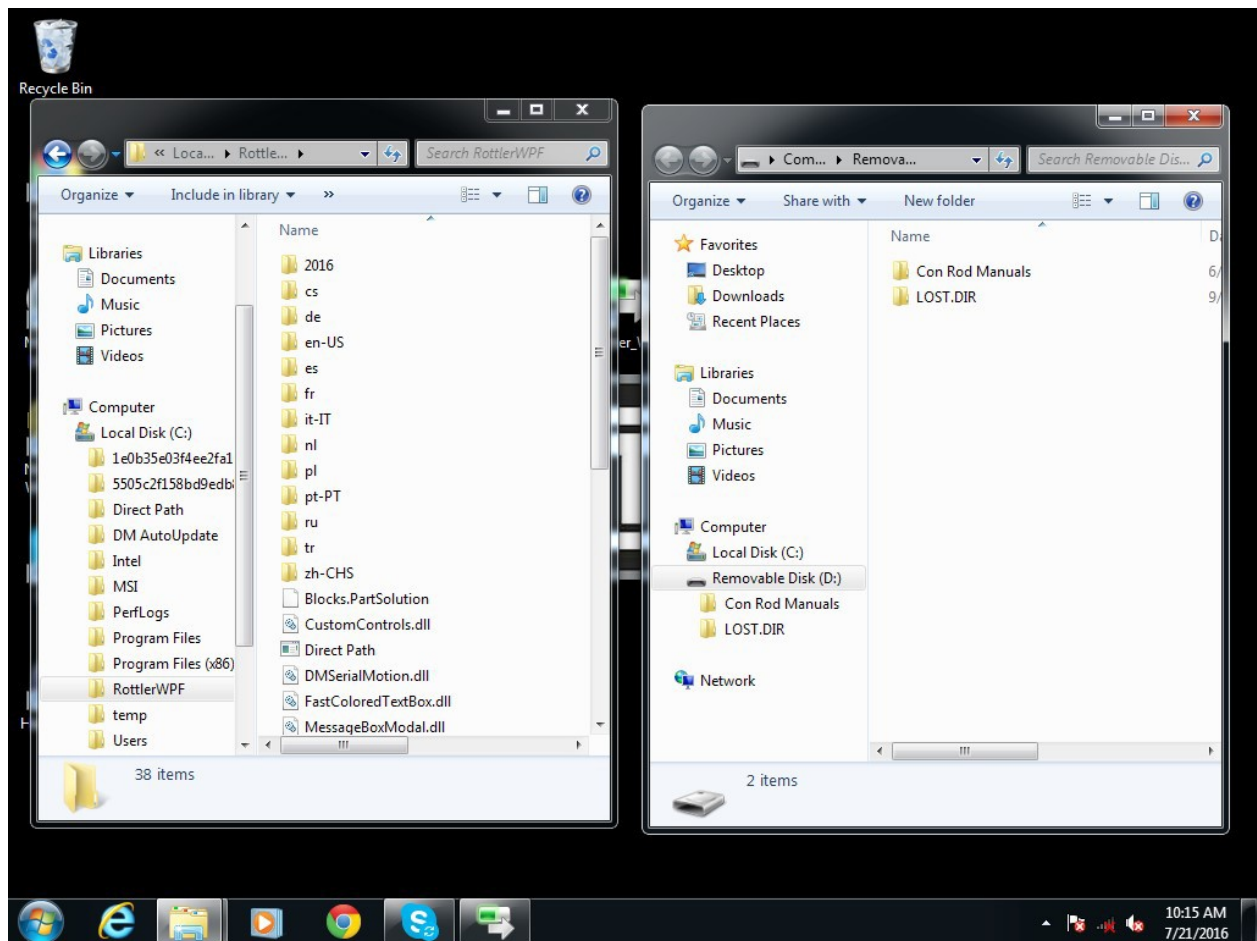 Recycle Bin
« Loca... Rottle...
Search RottlerWPF
Organize Include in library »
Libraries
Documents
Music
Pictures
Videos
Computer
Local Disk (C:)
1e0b35e03f4ee2fa1
5505c2f158bd9edb
Direct Path
DM AutoUpdate
Intel
MSI
PerfLogs
Program Files
Program Files (x86)
RottlerWPF
temp
Users
Name
2016
cs
de
en-US
es
fr
it-IT
nl
pl
pt-PT
ru
tr
zh-CHS
Blocks.PartSolution
CustomControls.dll
Direct Path
DMSerialMotion.dll
FastColoredTextBox.dll
MessageBoxModal.dll
38 items
Com... Remova...
Search Removable Dis...
Organize Share with New folder
Favorites
Desktop
Downloads
Recent Places
Libraries
Documents
Music
Pictures
Videos
Computer
Local Disk (C:)
Removable Disk (D:)
Con Rod Manuals
LOST.DIR
Network
Name
Con Rod Manuals 6/
LOST.DIR 9/
2 items
10:15 AM
7/21/2016